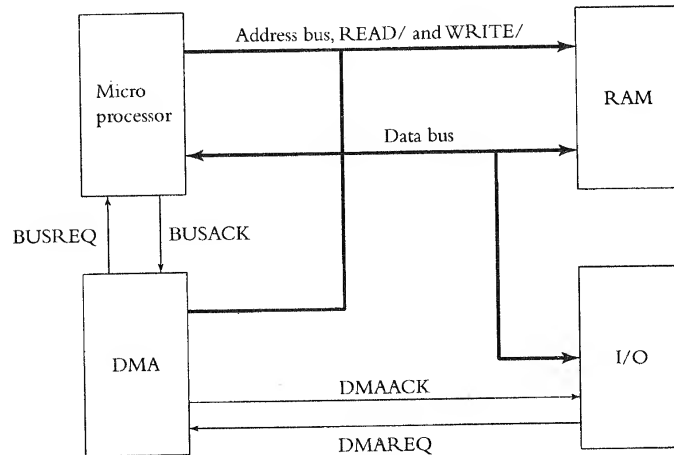 Address bus, READ/ and WRITE/
Micro
processor
RAM
Data bus
BUSREQ
BUSACK
DMA
I/O
DMAACK
DMAREQ